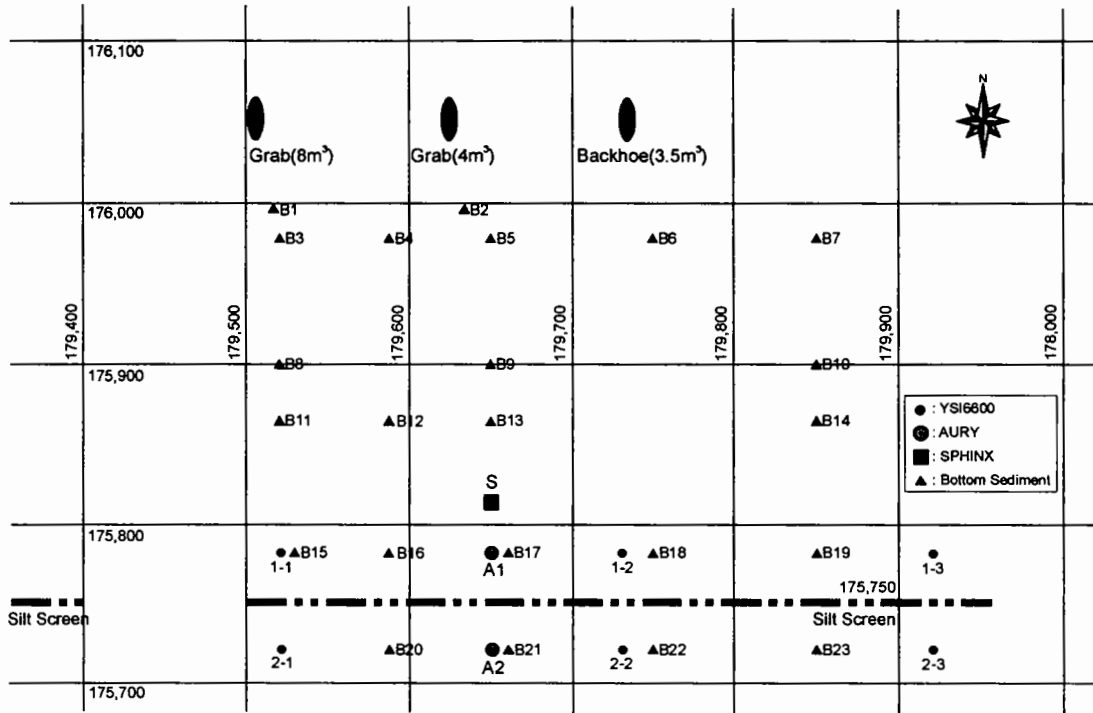 176,100
N
Grab(8m³)
Grab(4m³)
Backhoe(3.5m³)
176,000
B1
B2
B3
B4
B5
B6
B7
179,400
179,500
179,600
179,700
179,800
179,900
178,000
175,900
B8
B9
B10
B11
B12
B13
B14
: YSI6600
: AURY
: SPHINX
: Bottom Sediment
S
175,800
B15
B16
B17
B18
B19
1-1
A1
1-2
1-3
175,750
Silt Screen
Silt Screen
B20
B21
B22
B23
2-1
A2
2-2
2-3
175,700